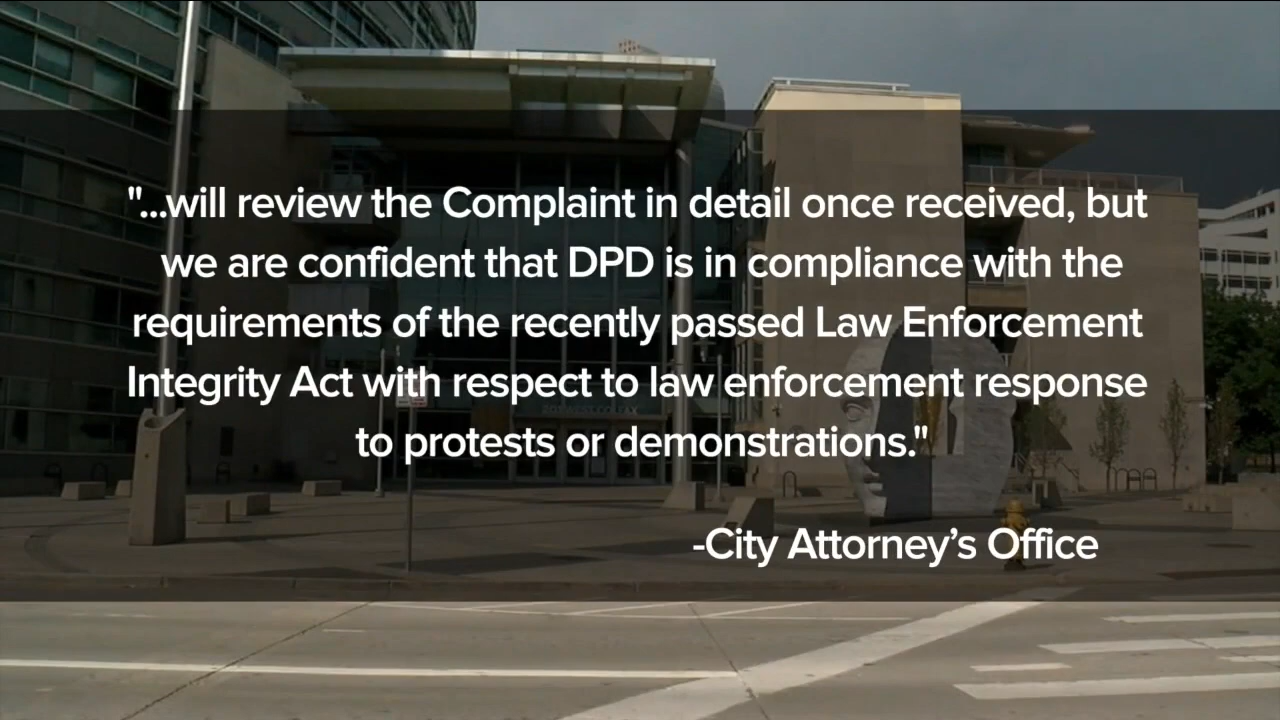 "...will review the Complaint in detail once received, but
we are confident that DPD is in compliance with the
requirements of the recently passed Law Enforcement
Integrity Act with respect to law enforcement response
to protests or demonstrations."
-City Attorney’s Office